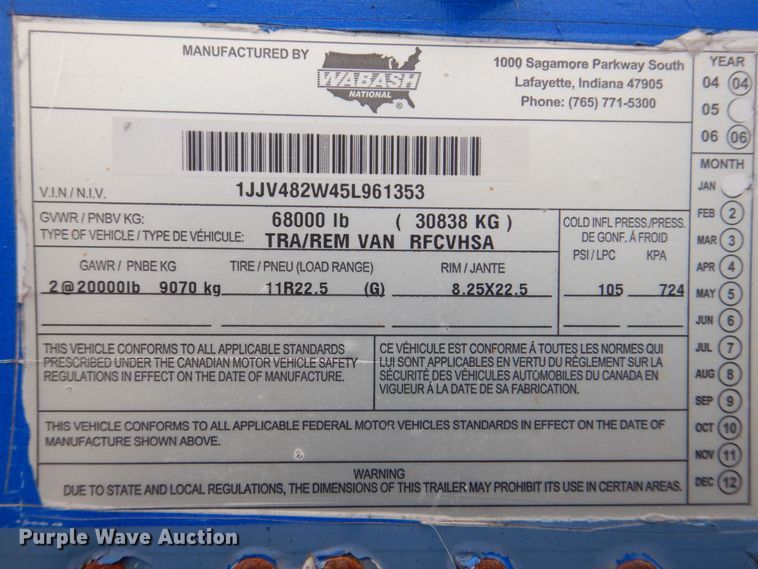 MANUFACTURED BY
WABASH
NATIONAL
®
1000 Sagamore Parkway South
Lafayette, Indiana 47905
Phone: (765) 771-5300
YEAR
04 04
05
06 06
MONTH
JAN
FEB 2
MAR 3
APR 4
MAY 5
JUN 6
JUL 7
AUG 8
SEP 9
OCT 10
NOV 11
DEC 12
V.I.N / N.I.V. 1JJV482W45L961353
GVWR / PNBV KG: 68000 lb ( 30838 KG )
TYPE OF VEHICLE / TYPE DE VÉHICULE: TRA/REM VAN RFCVHSA
COLD INFL PRESS./PRESS.
DE GONF. Á FROID
PSI / LPC KPA
GAWR / PNBE KG TIRE / PNEU (LOAD RANGE) RIM / JANTE
2@20000lb 9070 kg 11R22.5 (G) 8.25X22.5 105 724
THIS VEHICLE CONFORMS TO ALL APPLICABLE STANDARDS
PRESCRIBED UNDER THE CANADIAN MOTOR VEHICLE SAFETY
REGULATIONS IN EFFECT ON THE DATE OF MANUFACTURE.
CE VÉHICULE EST CONFORME Á TOUTES LES NORMES QUI
LUI SONT APPLICABLES EN VERTU DU RÉGLEMENT SUR LA
SÉCURITÉ DES VÉHICULES AUTOMOBILES DU CANADA EN
VIGUEUR Á LA DATE DE SA FABRICATION.
THIS VEHICLE CONFORMS TO ALL APPLICABLE FEDERAL MOTOR VEHICLES STANDARDS IN EFFECT ON THE DATE OF
MANUFACTURE SHOWN ABOVE.
WARNING
DUE TO STATE AND LOCAL REGULATIONS, THE DIMENSIONS OF THIS TRAILER MAY PROHIBIT ITS USE IN CERTAIN AREAS.
Purple Wave Auction